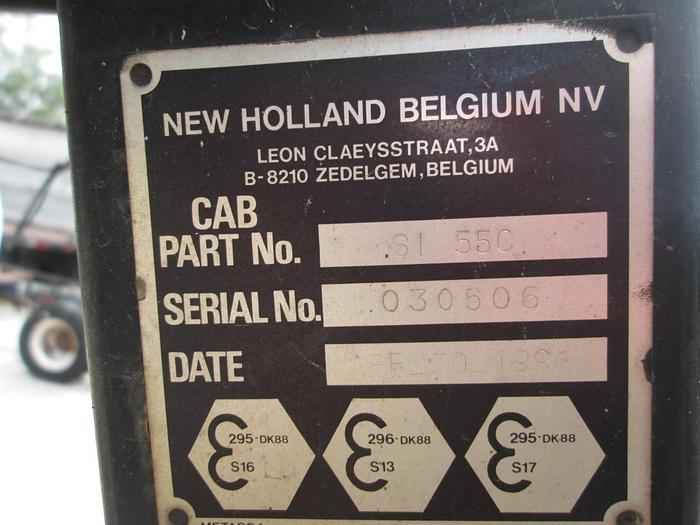 NEW HOLLAND BELGIUM NV
LEON CLAEYSSTRAAT,3A
B-8210 ZEDELGEM, BELGIUM
CAB
PART No. SI 55C
SERIAL No. 030506
DATE APR_30_1996
295-DK88 S16
296-DK88 S13
295-DK88 S17